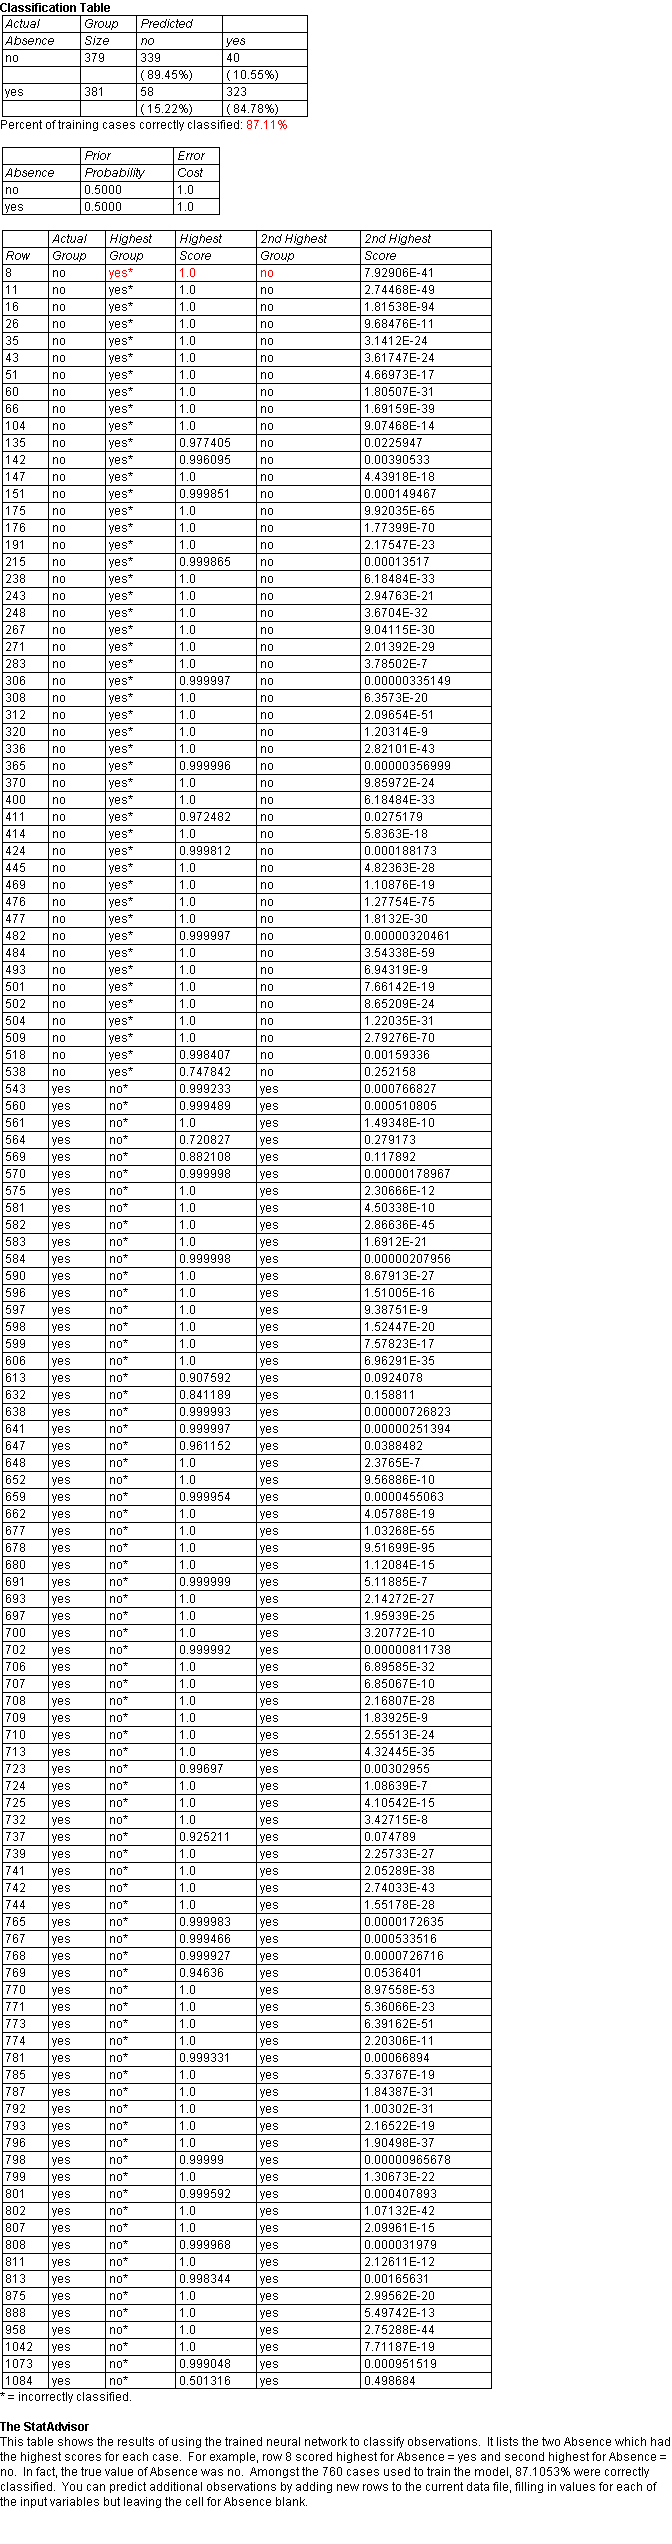 Classification Table
Actual Group Predicted
Absence Size no yes
no 379 339 40
( 89.45%) ( 10.55%)
yes 381 58 323
( 15.22%) ( 84.78%)
Percent of training cases correctly classified: 87.11%
Prior Error
Absence Probability Cost
no 0.5000 1.0
yes 0.5000 1.0
Actual Highest Highest 2nd Highest 2nd Highest
Row Group Group Score Group Score
8 no yes* 1.0 no 7.92906E-41
11 no yes* 1.0 no 2.74468E-49
16 no yes* 1.0 no 1.81538E-94
26 no yes* 1.0 no 9.68476E-11
35 no yes* 1.0 no 3.1412E-24
43 no yes* 1.0 no 3.61747E-24
51 no yes* 1.0 no 4.66973E-17
60 no yes* 1.0 no 1.80507E-31
66 no yes* 1.0 no 1.69159E-39
104 no yes* 1.0 no 9.07468E-14
135 no yes* 0.977405 no 0.0225947
142 no yes* 0.996095 no 0.00390533
147 no yes* 1.0 no 4.43918E-18
151 no yes* 0.999851 no 0.000149467
175 no yes* 1.0 no 9.92035E-65
176 no yes* 1.0 no 1.77399E-70
191 no yes* 1.0 no 2.17547E-23
215 no yes* 0.999865 no 0.00013517
238 no yes* 1.0 no 6.18484E-33
243 no yes* 1.0 no 2.94763E-21
248 no yes* 1.0 no 3.6704E-32
267 no yes* 1.0 no 9.04115E-30
271 no yes* 1.0 no 2.01392E-29
283 no yes* 1.0 no 3.78502E-7
306 no yes* 0.999997 no 0.00000335149
308 no yes* 1.0 no 6.3573E-20
312 no yes* 1.0 no 2.09654E-51
320 no yes* 1.0 no 1.20314E-9
336 no yes* 1.0 no 2.82101E-43
365 no yes* 0.999996 no 0.00000356999
370 no yes* 1.0 no 9.85972E-24
400 no yes* 1.0 no 6.18484E-33
411 no yes* 0.972482 no 0.0275179
414 no yes* 1.0 no 5.8363E-18
424 no yes* 0.999812 no 0.000188173
445 no yes* 1.0 no 4.82363E-28
469 no yes* 1.0 no 1.10876E-19
476 no yes* 1.0 no 1.27754E-75
477 no yes* 1.0 no 1.8132E-30
482 no yes* 0.999997 no 0.00000320461
484 no yes* 1.0 no 3.54338E-59
493 no yes* 1.0 no 6.94319E-9
501 no yes* 1.0 no 7.66142E-19
502 no yes* 1.0 no 8.65209E-24
504 no yes* 1.0 no 1.22035E-31
509 no yes* 1.0 no 2.79276E-70
518 no yes* 0.998407 no 0.00159336
538 no yes* 0.747842 no 0.252158
543 yes no* 0.999233 yes 0.000766827
560 yes no* 0.999489 yes 0.000510805
561 yes no* 1.0 yes 1.49348E-10
564 yes no* 0.720827 yes 0.279173
569 yes no* 0.882108 yes 0.117892
570 yes no* 0.999998 yes 0.00000178967
575 yes no* 1.0 yes 2.30666E-12
581 yes no* 1.0 yes 4.50338E-10
582 yes no* 1.0 yes 2.86636E-45
583 yes no* 1.0 yes 1.6912E-21
584 yes no* 0.999998 yes 0.00000207956
590 yes no* 1.0 yes 8.67913E-27
596 yes no* 1.0 yes 1.51005E-16
597 yes no* 1.0 yes 9.38751E-9
598 yes no* 1.0 yes 1.52447E-20
599 yes no* 1.0 yes 7.57823E-17
606 yes no* 1.0 yes 6.96291E-35
613 yes no* 0.907592 yes 0.0924078
632 yes no* 0.841189 yes 0.158811
638 yes no* 0.999993 yes 0.00000726823
641 yes no* 0.999997 yes 0.00000251394
647 yes no* 0.961152 yes 0.0388482
648 yes no* 1.0 yes 2.3765E-7
652 yes no* 1.0 yes 9.56886E-10
659 yes no* 0.999954 yes 0.0000455063
662 yes no* 1.0 yes 4.05788E-19
677 yes no* 1.0 yes 1.03268E-55
678 yes no* 1.0 yes 9.51699E-95
680 yes no* 1.0 yes 1.12084E-15
691 yes no* 0.999999 yes 5.11885E-7
693 yes no* 1.0 yes 2.14272E-27
697 yes no* 1.0 yes 1.95939E-25
700 yes no* 1.0 yes 3.20772E-10
702 yes no* 0.999992 yes 0.00000811738
706 yes no* 1.0 yes 6.89585E-32
707 yes no* 1.0 yes 6.85067E-10
708 yes no* 1.0 yes 2.16807E-28
709 yes no* 1.0 yes 1.83925E-9
710 yes no* 1.0 yes 2.55513E-24
713 yes no* 1.0 yes 4.32445E-35
723 yes no* 0.99697 yes 0.00302955
724 yes no* 1.0 yes 1.08639E-7
725 yes no* 1.0 yes 4.10542E-15
732 yes no* 1.0 yes 3.42715E-8
737 yes no* 0.925211 yes 0.074789
739 yes no* 1.0 yes 2.25733E-27
741 yes no* 1.0 yes 2.05289E-38
742 yes no* 1.0 yes 2.74033E-43
744 yes no* 1.0 yes 1.55178E-28
765 yes no* 0.999983 yes 0.0000172635
767 yes no* 0.999466 yes 0.000533516
768 yes no* 0.999927 yes 0.0000726716
769 yes no* 0.94636 yes 0.0536401
770 yes no* 1.0 yes 8.97558E-53
771 yes no* 1.0 yes 5.36066E-23
773 yes no* 1.0 yes 6.39162E-51
774 yes no* 1.0 yes 2.20306E-11
781 yes no* 0.999331 yes 0.00066894
785 yes no* 1.0 yes 5.33767E-19
787 yes no* 1.0 yes 1.84387E-31
792 yes no* 1.0 yes 1.00302E-31
793 yes no* 1.0 yes 2.16522E-19
796 yes no* 1.0 yes 1.90498E-37
798 yes no* 0.99999 yes 0.00000965678
799 yes no* 1.0 yes 1.30673E-22
801 yes no* 0.999592 yes 0.000407893
802 yes no* 1.0 yes 1.07132E-42
807 yes no* 1.0 yes 2.09961E-15
808 yes no* 0.999968 yes 0.000031979
811 yes no* 1.0 yes 2.12611E-12
813 yes no* 0.998344 yes 0.00165631
875 yes no* 1.0 yes 2.99562E-20
888 yes no* 1.0 yes 5.49742E-13
958 yes no* 1.0 yes 2.75288E-44
1042 yes no* 1.0 yes 7.71187E-19
1073 yes no* 0.999048 yes 0.000951519
1084 yes no* 0.501316 yes 0.498684
* = incorrectly classified.
The StatAdvisor
This table shows the results of using the trained neural network to classify observations. It lists the two Absence which had
the highest scores for each case. For example, row 8 scored highest for Absence = yes and second highest for Absence =
no. In fact, the true value of Absence was no. Amongst the 760 cases used to train the model, 87.1053% were correctly
classified. You can predict additional observations by adding new rows to the current data file, filling in values for each of
the input variables but leaving the cell for Absence blank.